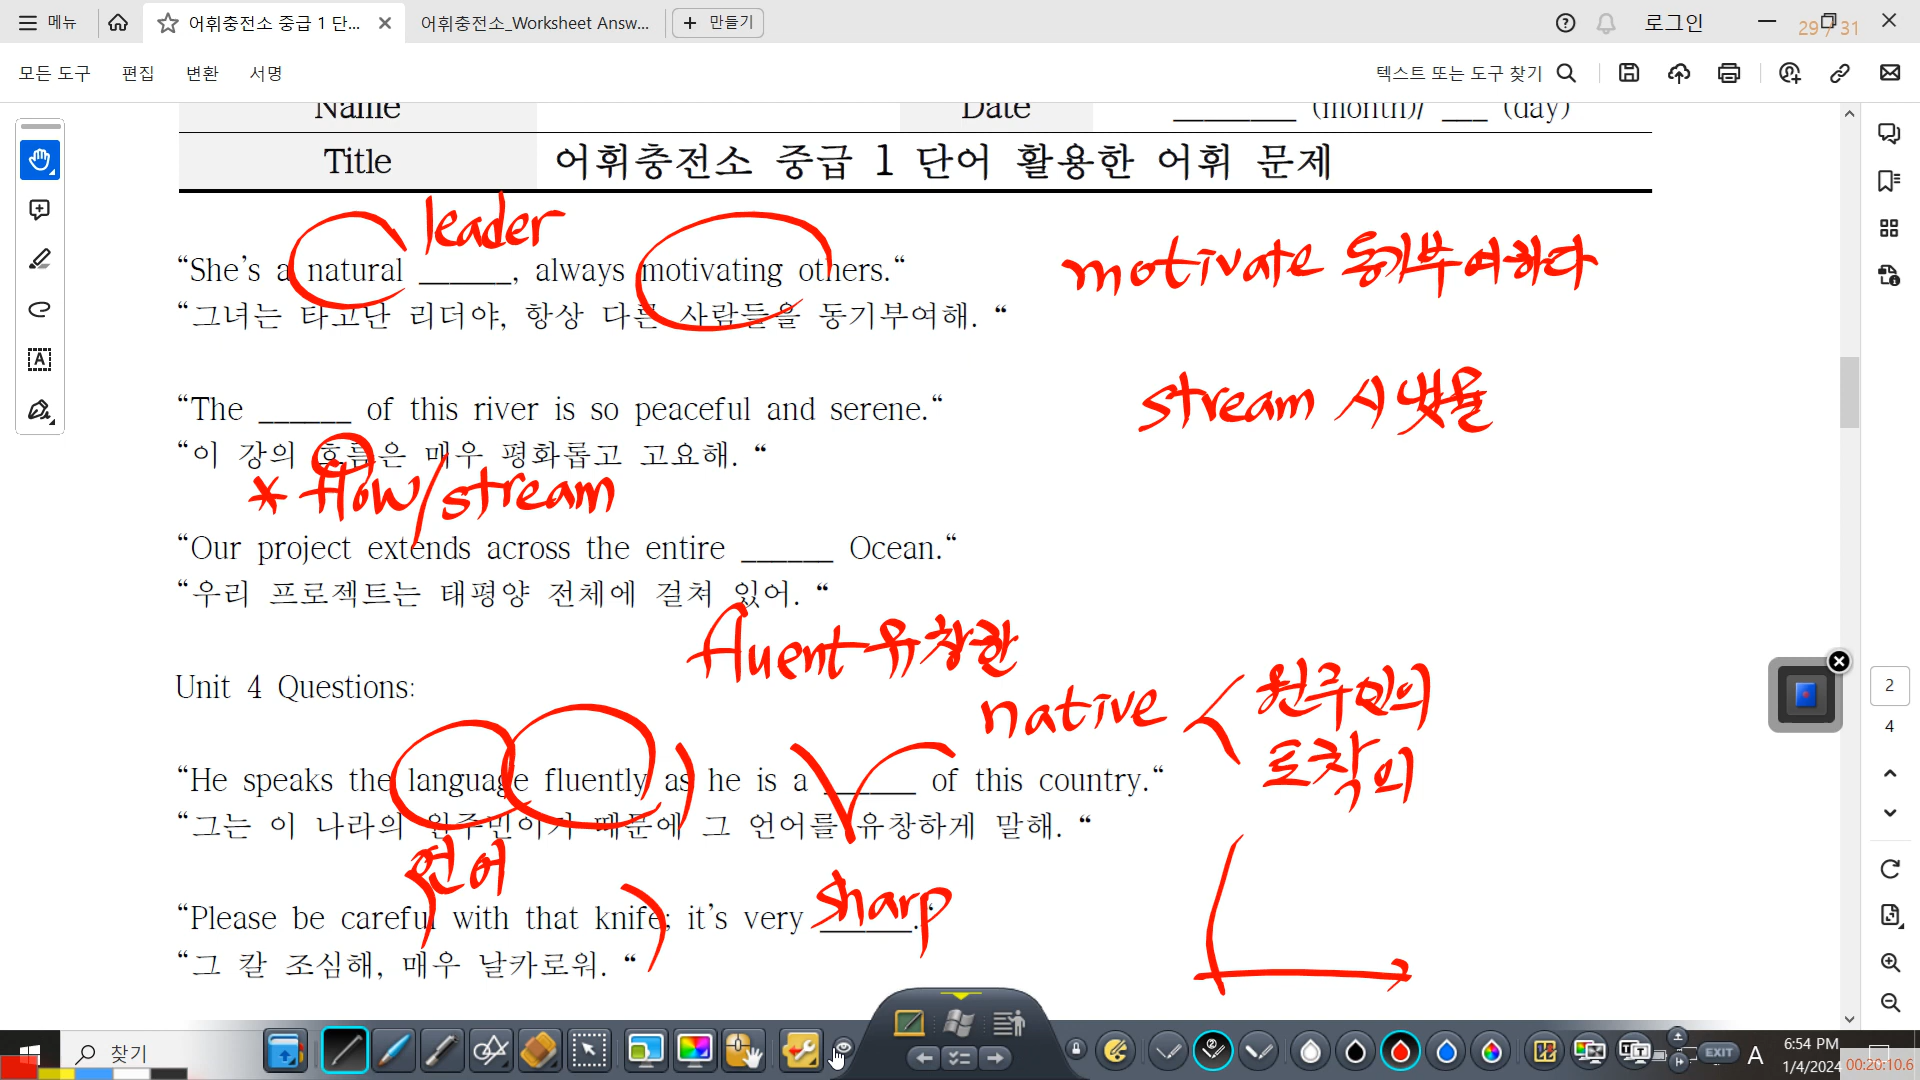 메뉴
어휘충전소 중급 1 단...
어휘충전소_Worksheet Answ...
만들기
로그인
29 / 31
모든 도구 편집 변환 서명
텍스트 또는 도구 찾기
Name Date ________ (month)/ ___ (day)
Title 어휘충전소 중급 1 단어 활용한 어휘 문제
leader
“She’s a natural ______, always motivating others.“
motivate 동기부여하다
“그녀는 타고난 리더야, 항상 다른 사람들을 동기부여해. “
stream 시냇물
“The ______ of this river is so peaceful and serene.“
“이 강의 흐름은 매우 평화롭고 고요해. “
* flow/stream
“Our project extends across the entire ______ Ocean.“
“우리 프로젝트는 태평양 전체에 걸쳐 있어. “
fluent 유창한
Unit 4 Questions:
native < 원주민의
토착의
“He speaks the language fluently as he is a ______ of this country.“
“그는 이 나라의 원주민이기 때문에 그 언어를 유창하게 말해. “
언어
sharp
“Please be careful with that knife; it’s very ______.“
“그 칼 조심해, 매우 날카로워. “
2
4
찾기
EXIT
A
6:54 PM
1/4/2024
00:20:10.6